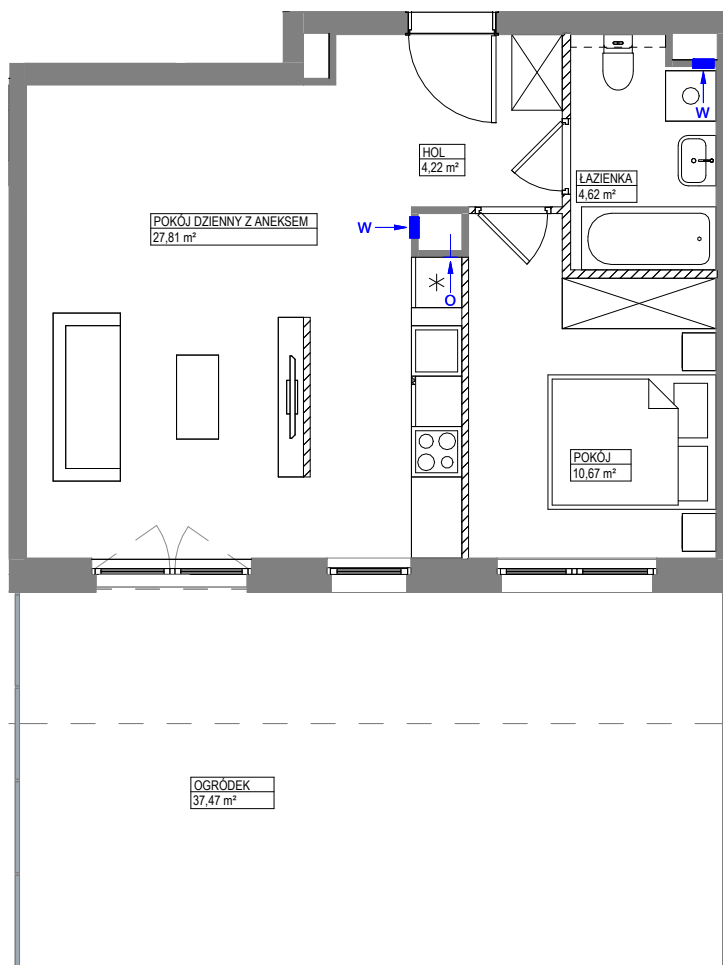 W
HOL
4,22 m²
ŁAZIENKA
4,62 m²
POKÓJ DZIENNY Z ANEKSEM
27,81 m²
W
O
POKÓJ
10,67 m²
OGRÓDEK
37,47 m²